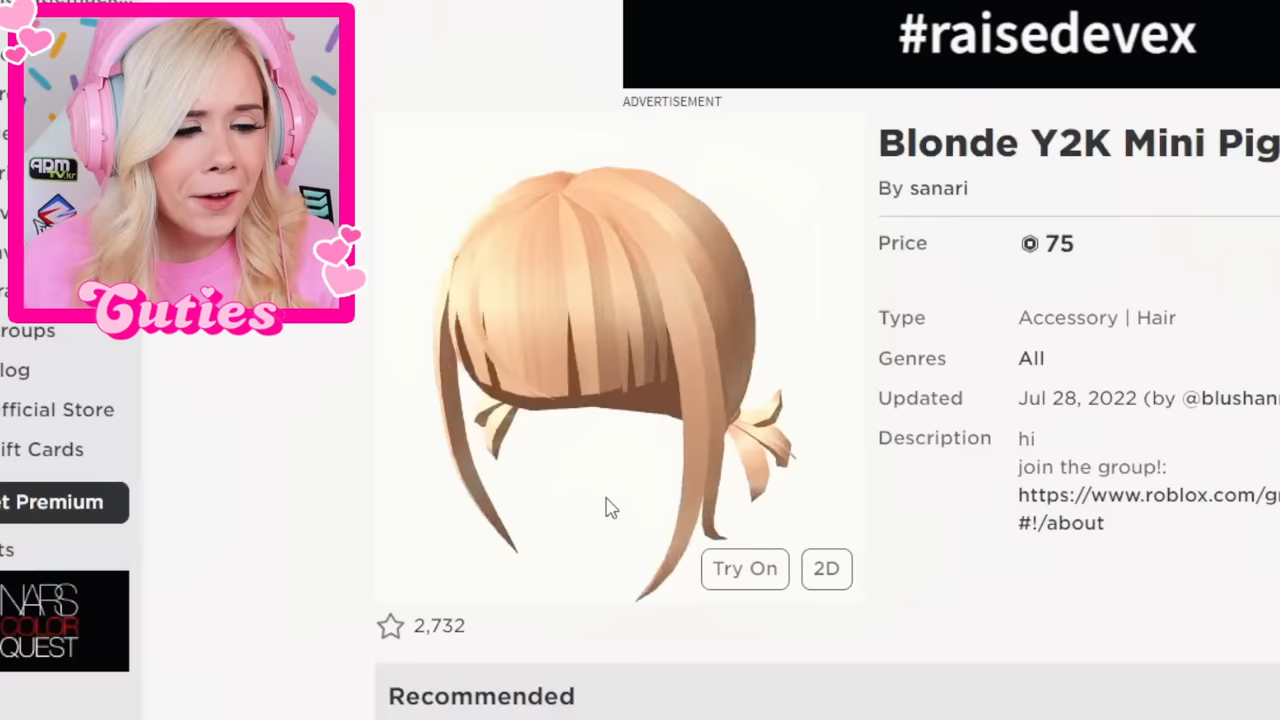 #raisedevex
ADVERTISEMENT
Cuties
Blonde Y2K Mini Pig
By sanari
Price 75
Type Accessory | Hair
Genres All
Updated Jul 28, 2022 (by @blushan
Description hi
join the group!:
https://www.roblox.com/g
#!/about
roups
log
fficial Store
ift Cards
et Premium
ts
NARS
COLOR
QUEST
Try On
2D
2,732
Recommended